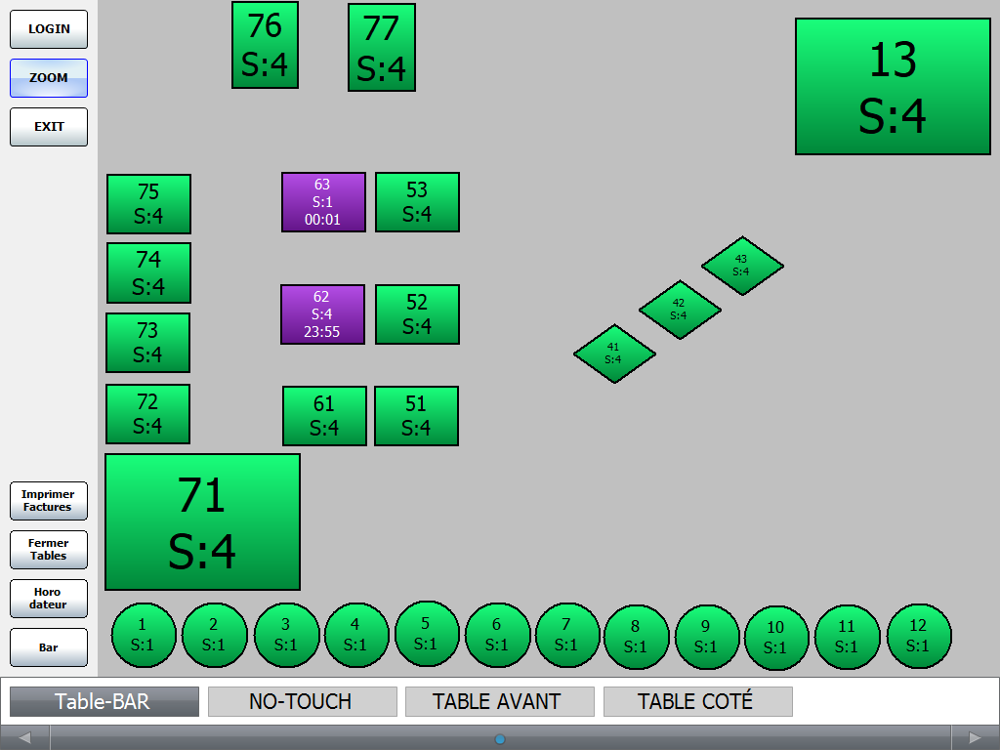 LOGIN
ZOOM
EXIT
76
S:4
77
S:4
13
S:4
75
S:4
63
S:1
00:01
53
S:4
74
S:4
43
S:4
62
S:4
23:55
52
S:4
42
S:4
73
S:4
41
S:4
72
S:4
61
S:4
51
S:4
71
S:4
Imprimer
Factures
Fermer
Tables
Horo
dateur
Bar
1
S:1
2
S:1
3
S:1
4
S:1
5
S:1
6
S:1
7
S:1
8
S:1
9
S:1
10
S:1
11
S:1
12
S:1
Table-BAR
NO-TOUCH
TABLE AVANT
TABLE COTÉ